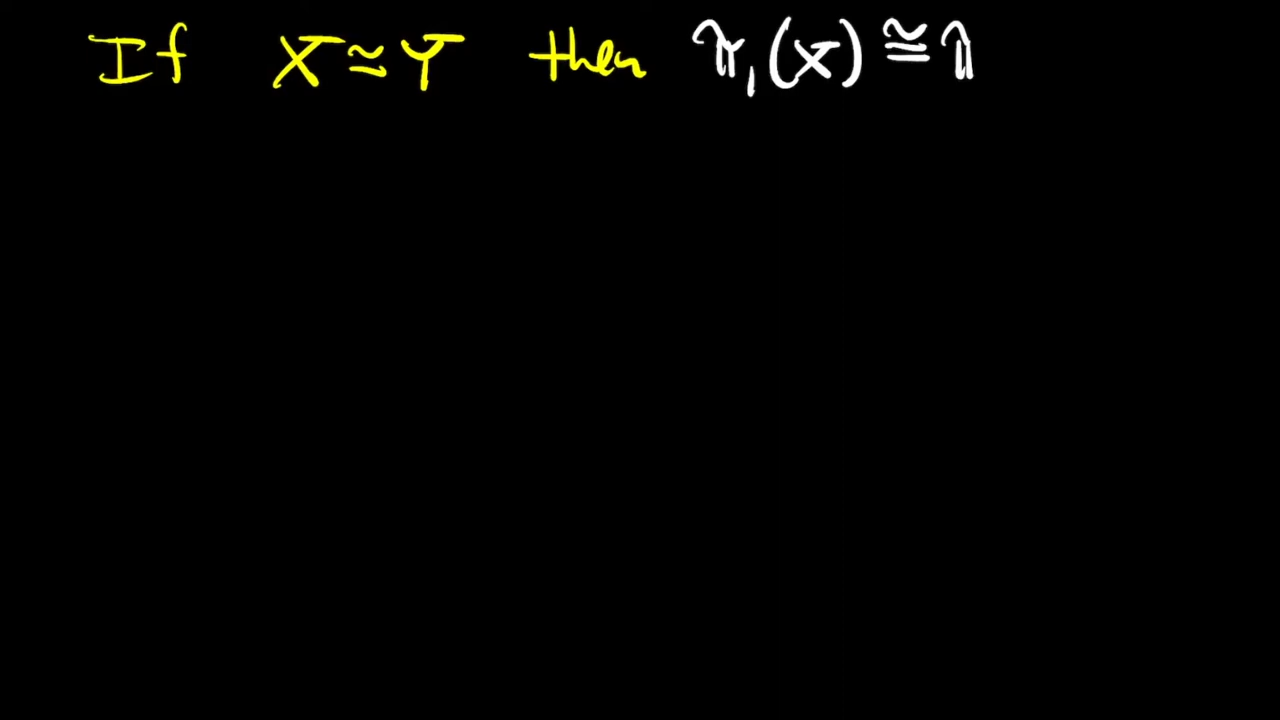 If X ≃ Y then π₁(X) ≅ π